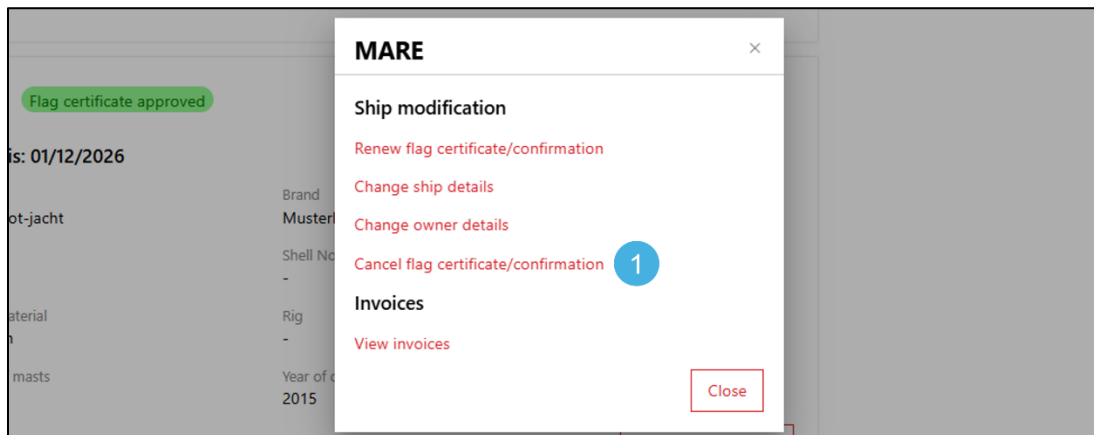 MARE
×
Ship modification
Renew flag certificate/confirmation
Change ship details
Change owner details
Cancel flag certificate/confirmation 1
Invoices
View invoices
Close
Flag certificate approved
is: 01/12/2026
Brand
ot-jacht
Shell No
-
aterial
Rig
-
masts
Year of
2015